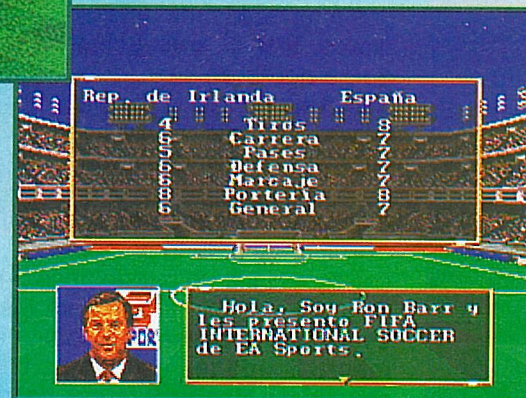 Rep. de Irlanda España
4 Tiros 8
6 Carrera 7
5 Pases 7
6 Defensa 7
6 Marcaje 7
8 Portería 8
6 General 7
Hola, Soy Ron Barr y
les presento FIFA
INTERNATIONAL SOCCER
de EA Sports.